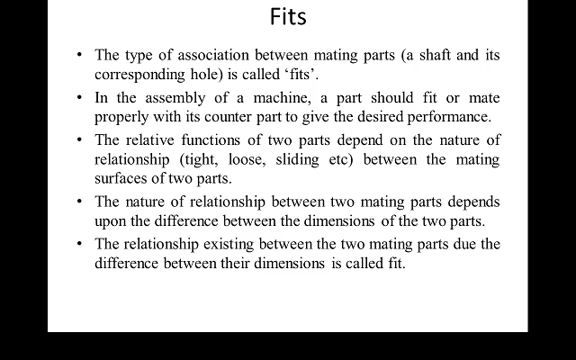 Fits
• The type of association between mating parts (a shaft and its
corresponding hole) is called ‘fits’.
• In the assembly of a machine, a part should fit or mate
properly with its counter part to give the desired performance.
• The relative functions of two parts depend on the nature of
relationship (tight, loose, sliding etc) between the mating
surfaces of two parts.
• The nature of relationship between two mating parts depends
upon the difference between the dimensions of the two parts.
• The relationship existing between the two mating parts due the
difference between their dimensions is called fit.